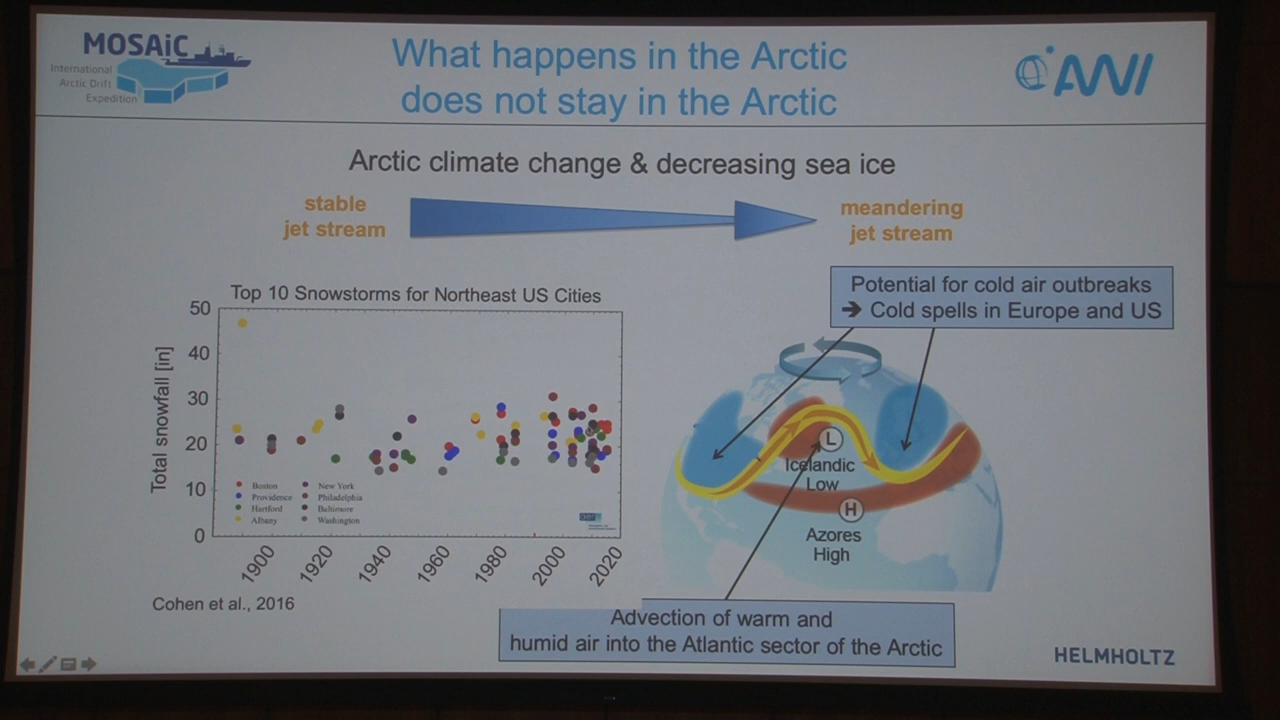 MOSAiC
International
Arctic Drift
Expedition
What happens in the Arctic
does not stay in the Arctic
AWI
Arctic climate change & decreasing sea ice
stable
jet stream
meandering
jet stream
Potential for cold air outbreaks
➔ Cold spells in Europe and US
Top 10 Snowstorms for Northeast US Cities
Total snowfall [in]
50
40
30
20
10
0
Boston
Providence
Hartford
Albany
New York
Philadelphia
Baltimore
Washington
1900
1920
1940
1960
1980
2000
2020
Cohen et al., 2016
L
Icelandic
Low
H
Azores
High
Advection of warm and
humid air into the Atlantic sector of the Arctic
HELMHOLTZ